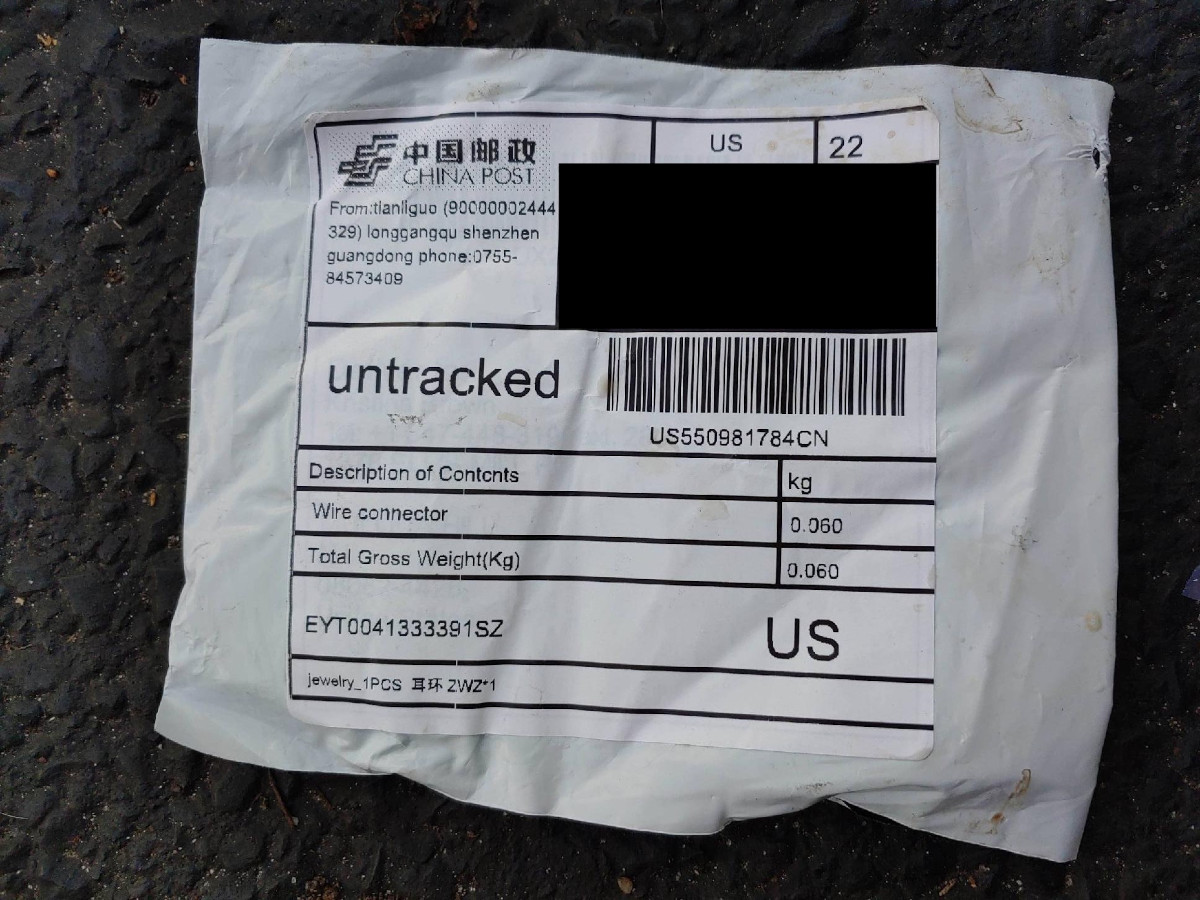 中国邮政
CHINA POST
US
22
From:tianliguo (90000002444
329) longgangqu shenzhen
guangdong phone:0755-
84573409
untracked
US550981784CN
Description of Contents
kg
Wire connector
0.060
Total Gross Weight(Kg)
0.060
EYT0041333391SZ
US
jewelry_1PCS 耳环 ZWZ*1